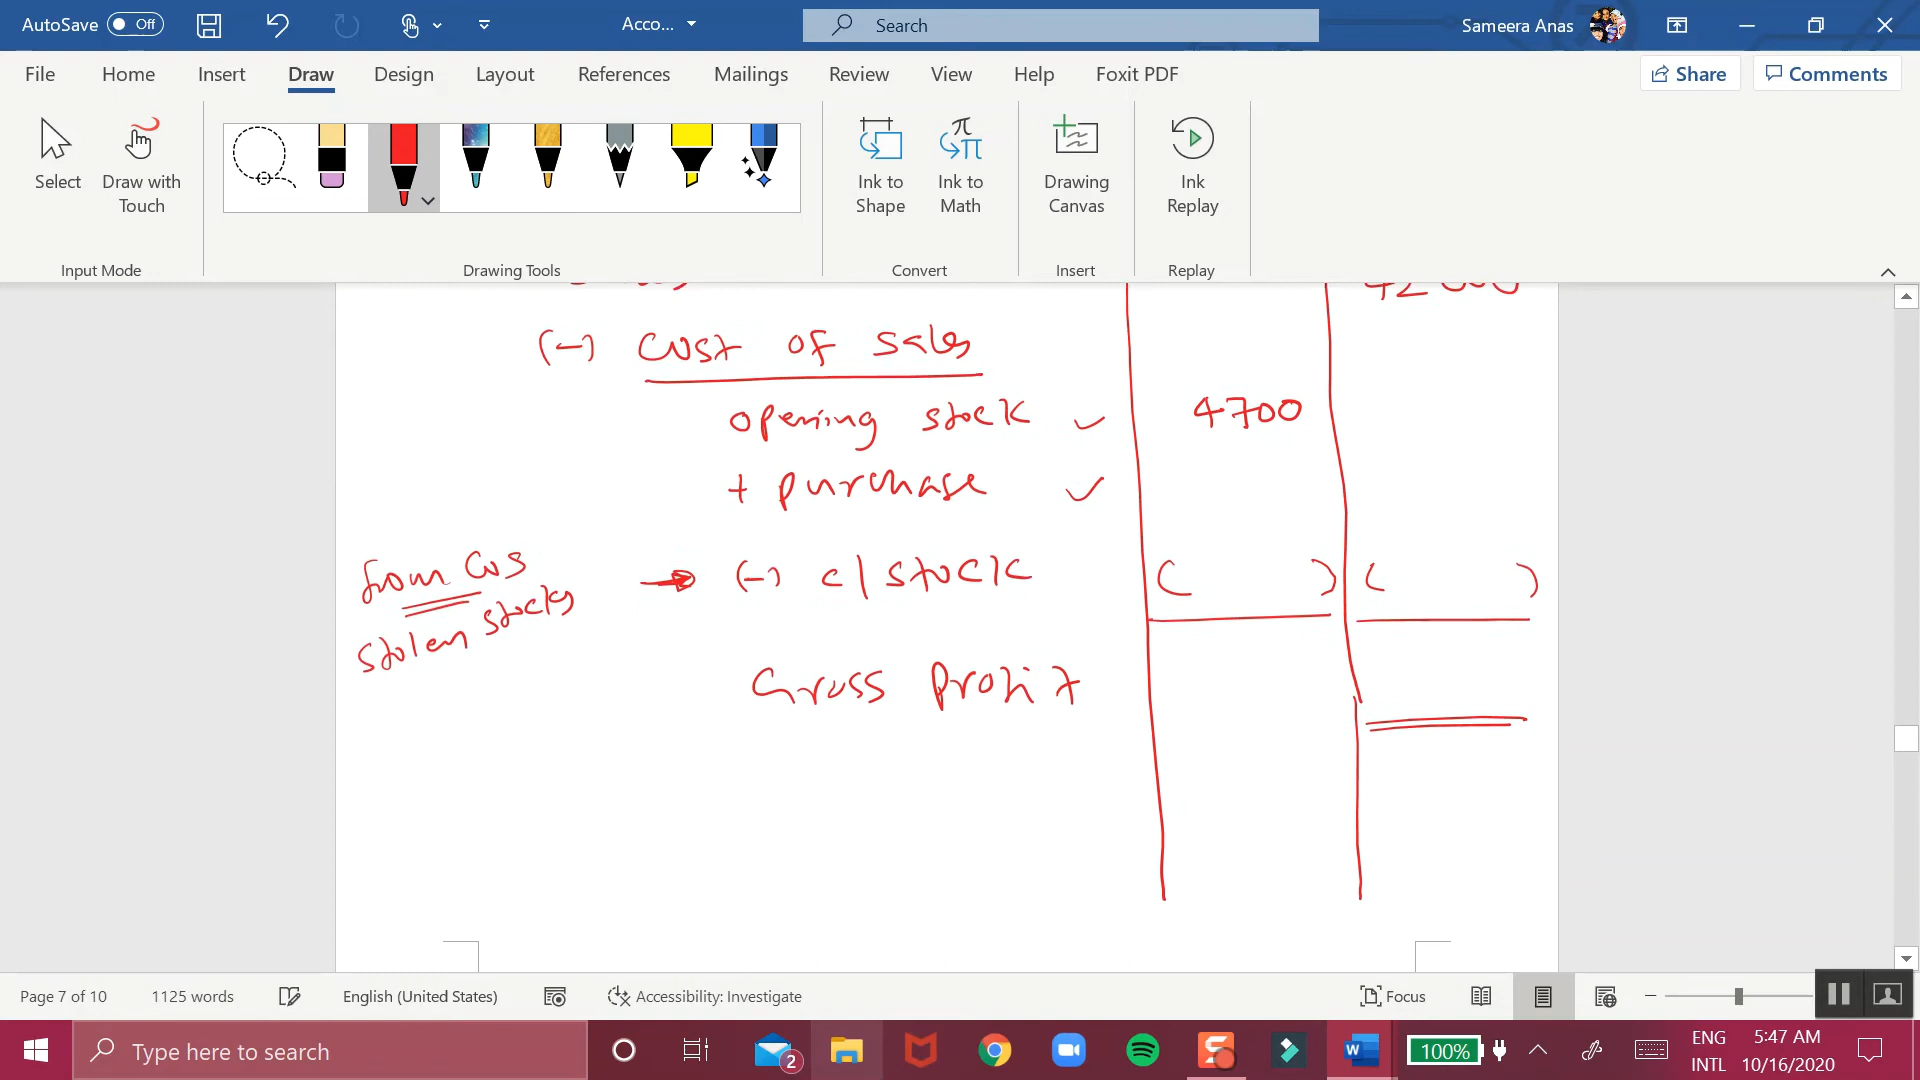 AutoSave Off Acco... Search Sameera Anas
File Home Insert Draw Design Layout References Mailings Review View Help Foxit PDF Share Comments
Select Draw with Touch Ink to Shape Ink to Math Drawing Canvas Ink Replay
Input Mode Drawing Tools Convert Insert Replay
42000
(-) cost of sales
opening stock ✓ 4700
+ purchase ✓
from cos → (-) cl stock ( ) ( )
stolen stocks
Gross Profit
Page 7 of 10 1125 words English (United States) Accessibility: Investigate Focus
Type here to search 2 100% ENG 5:47 AM
INTL 10/16/2020